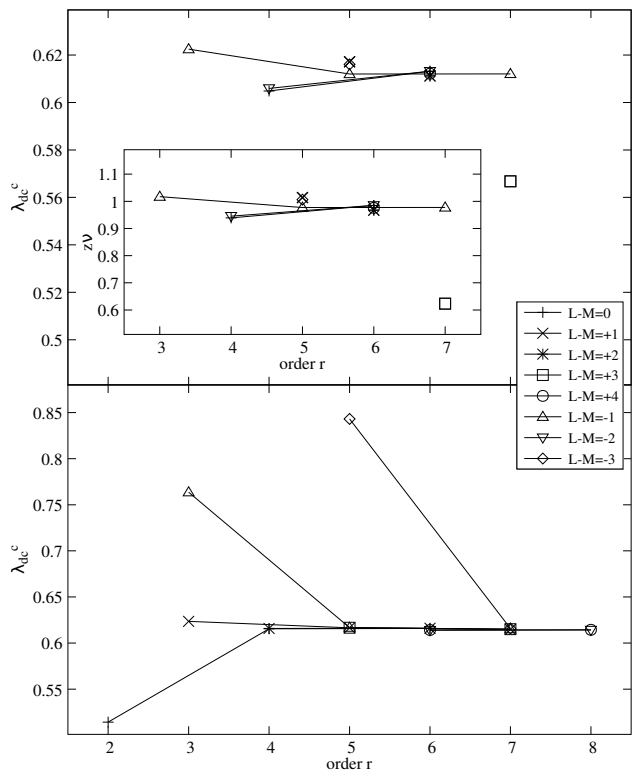 0.62
0.6
0.58
0.56
0.54
0.52
0.5
λdc^c
1.1
1
0.9
0.8
0.7
0.6
zν
3 4 5 6 7
order r
L-M=0
L-M=+1
L-M=+2
L-M=+3
L-M=+4
L-M=-1
L-M=-2
L-M=-3
0.85
0.8
0.75
0.7
0.65
0.6
0.55
λdc^c
2 3 4 5 6 7 8
order r